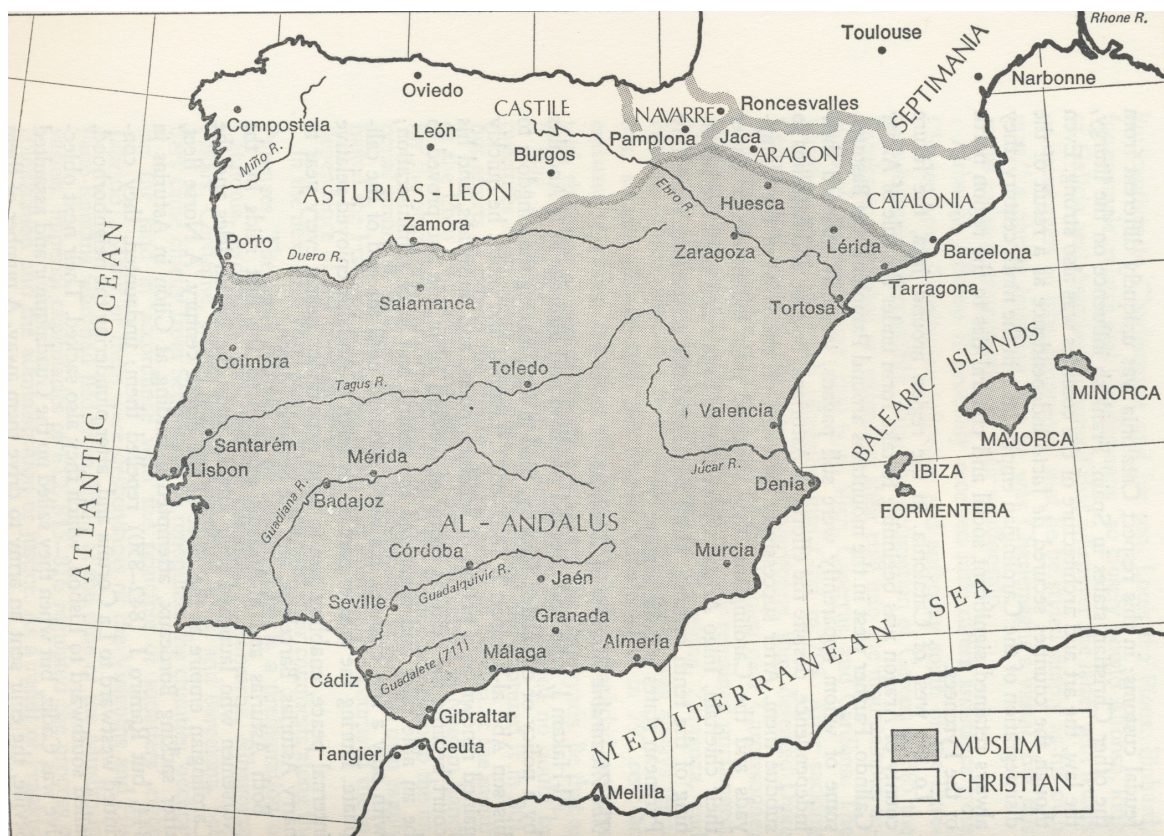 Rhone R.
Toulouse
Narbonne
SEPTIMANIA
Oviedo
CASTILE
NAVARRE
Roncesvalles
Compostela
León
Pamplona
Jaca
ARAGON
Miño R.
Burgos
Ebro R.
Huesca
CATALONIA
ASTURIAS-LEON
Zamora
Porto
Duero R.
Zaragoza
Lérida
Barcelona
Tarragona
Salamanca
Tortosa
ATLANTIC OCEAN
Coimbra
Toledo
Tagus R.
BALEARIC ISLANDS
MINORCA
MAJORCA
Valencia
Santarém
Lisbon
Mérida
Júcar R.
IBIZA
Badajoz
Denia
FORMENTERA
Guadiana R.
AL-ANDALUS
Córdoba
Murcia
Guadalquivir R.
Jaén
Seville
Granada
Almería
Guadalete (711)
Málaga
Cádiz
MEDITERRANEAN SEA
Gibraltar
Tangier
Ceuta
Melilla
MUSLIM
CHRISTIAN